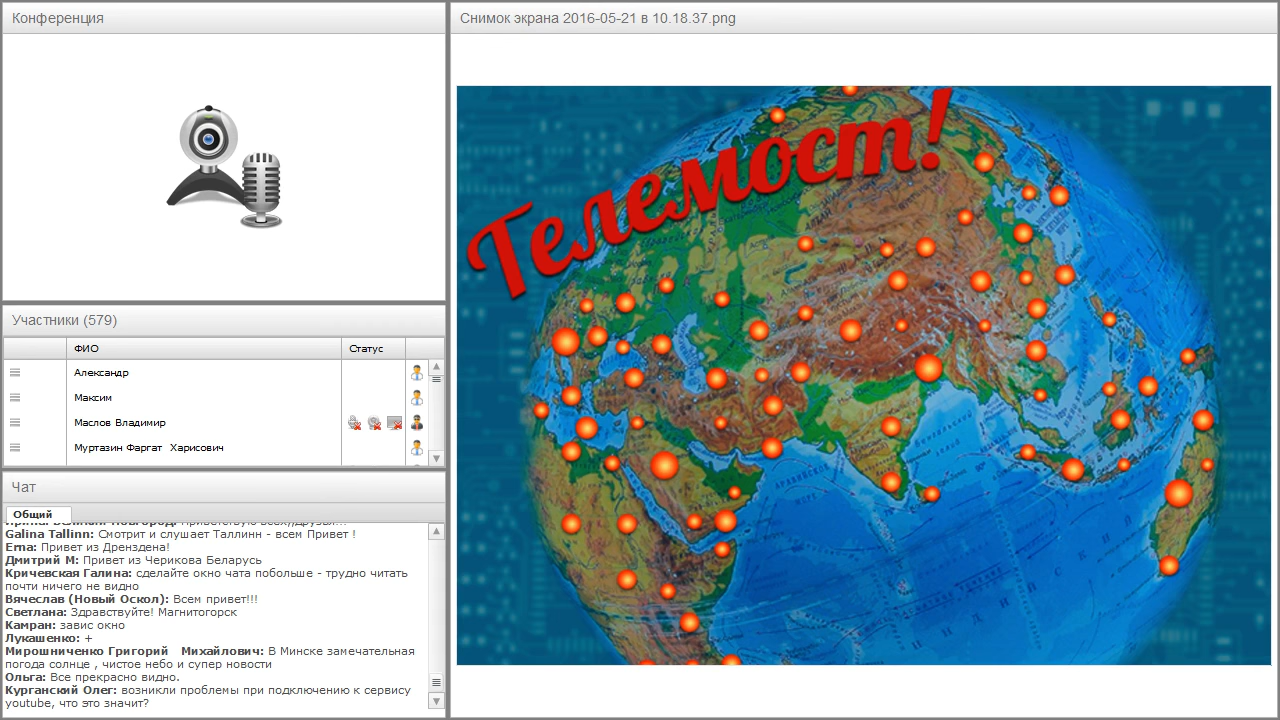 Конференция
Снимок экрана 2016-05-21 в 10.18.37.png
Телемост!
Участники (579)
ФИО
Статус
Александр
Максим
Маслов Владимир
Муртазин Фаргат Харисович
Чат
Общий
Galina Tallinn: Смотрит и слушает Таллинн - всем Привет !
Erna: Привет из Дренздена!
Дмитрий М: Привет из Черикова Беларусь
Кричевская Галина: сделайте окно чата побольше - трудно читать
почти ничего не видно
Вячеслав (Новый Оскол): Всем привет!!!
Светлана: Здравствуйте! Магнитогорск
Камран: завис окно
Лукашенко: +
Мирошниченко Григорий Михайлович: В Минске замечательная
погода солнце , чистое небо и супер новости
Ольга: Все прекрасно видно.
Курганский Олег: возникли проблемы при подключению к сервису
youtube, что это значит?